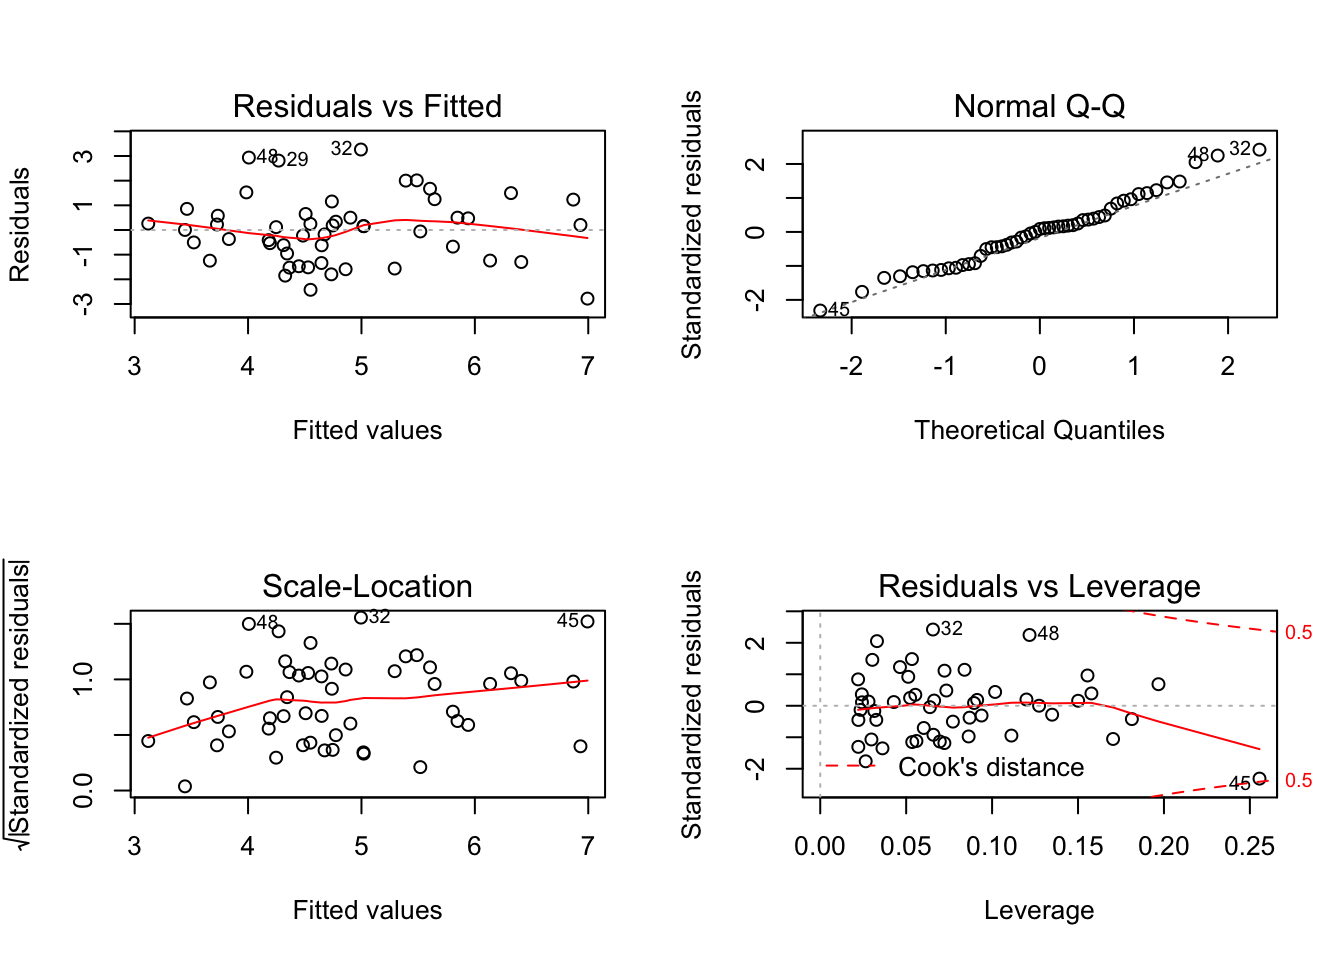 Residuals vs Fitted
Residuals
3
1
-1
-3
48
29
32
3 4 5 6 7
Fitted values
Normal Q-Q
Standardized residuals
2
0
-2
48
32
45
-2 -1 0 1 2
Theoretical Quantiles
Scale-Location
√|Standardized residuals|
1.0
0.0
48
32
45
3 4 5 6 7
Fitted values
Residuals vs Leverage
Standardized residuals
2
0
-2
32
48
45
0.5
0.5
Cook's distance
0.00 0.05 0.10 0.15 0.20 0.25
Leverage